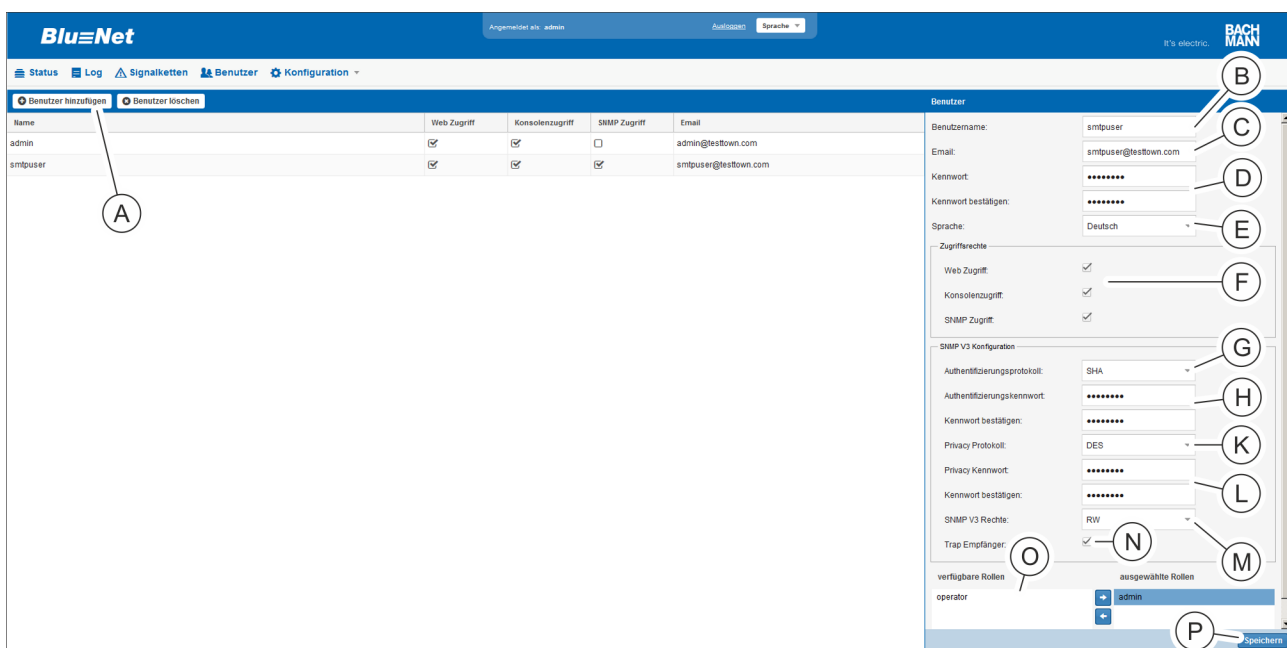 Blu≡Net
Angemeldet als admin
Ausloggen
Sprache
It's electric.
BACH
MANN
Status Log Signalketten Benutzer Konfiguration
B
Benutzer hinzufügen Benutzer löschen
Benutzer
Name Web Zugriff Konsolenzugriff SNMP Zugriff Email
admin admin@testtown.com
smtpuser smtpuser@testtown.com
A
Benutzername: smtpuser
C
Email: smtpuser@testtown.com
Kennwort: ••••••••
D
Kennwort bestätigen: ••••••••
Sprache: Deutsch
E
Zugriffsrechte
Web Zugriff:
F
Konsolenzugriff:
SNMP Zugriff:
SNMP V3 Konfiguration
G
Authentifizierungsprotokoll: SHA
Authentifizierungskennwort: ••••••••
H
Kennwort bestätigen: ••••••••
Privacy Protokoll: DES
K
Privacy Kennwort: ••••••••
L
Kennwort bestätigen: ••••••••
SNMP V3 Rechte: RW
Trap Empfänger:
N
O
M
verfügbare Rollen ausgewählte Rollen
operator admin
P
Speichern